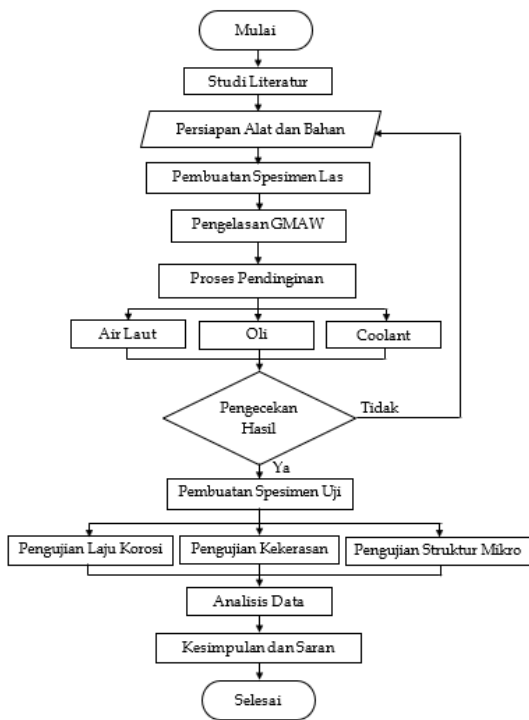 Mulai
Studi Literatur
Persiapan Alat dan Bahan
Pembuatan Spesimen Las
Pengelasan GMAW
Proses Pendinginan
Air Laut
Oli
Coolant
Pengecekan
Hasil
Tidak
Ya
Pembuatan Spesimen Uji
Pengujian Laju Korosi
Pengujian Kekerasan
Pengujian Struktur Mikro
Analisis Data
Kesimpulan dan Saran
Selesai